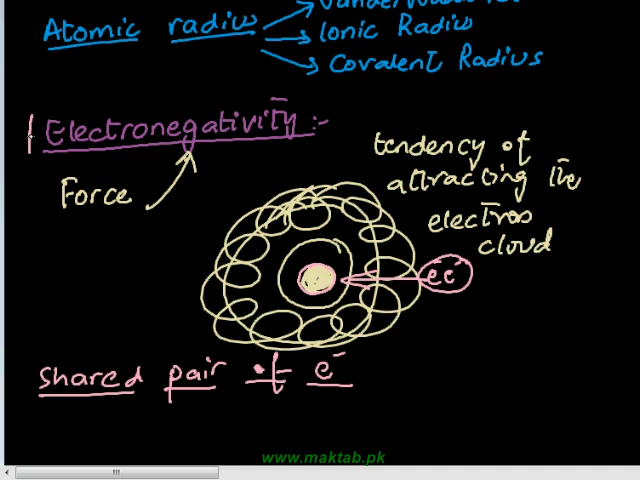 Atomic radius
Ionic Radius
Covalent Radius
Electronegativity :-
Force
tendency of
attracting the
electron
cloud
e⁻e⁻
shared pair of e⁻
www.maktab.pk